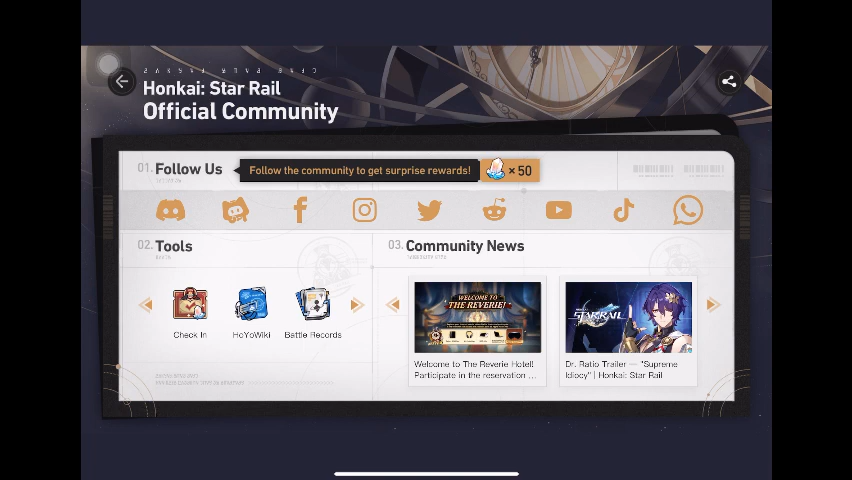 Honkai: Star Rail
Official Community
01. Follow Us
Follow the community to get surprise rewards!
× 50
02. Tools
03. Community News
Check In
HoYoWiki
Battle Records
WELCOME TO
THE REVERIE!
STAR RAIL
Welcome to The Reverie Hotel!
Participate in the reservation ...
Dr. Ratio Trailer — "Supreme
Idiocy" | Honkai: Star Rail